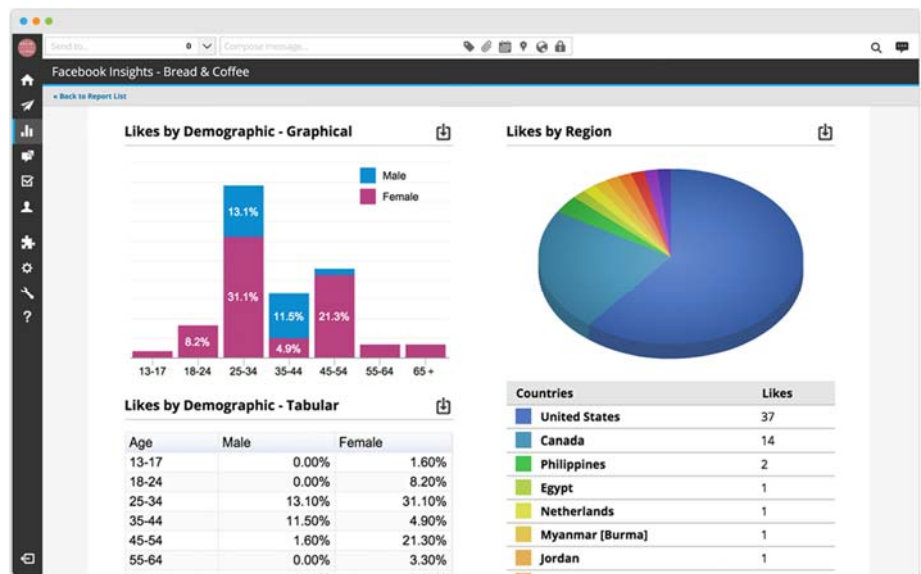 Send to... 0 Compose message...
Facebook Insights - Bread & Coffee
« Back to Report List
Likes by Demographic - Graphical
Male
Female
13.1%
31.1%
8.2%
11.5%
4.9%
21.3%
13-17 18-24 25-34 35-44 45-54 55-64 65 +
Likes by Demographic - Tabular
Age Male Female
13-17 0.00% 1.60%
18-24 0.00% 8.20%
25-34 13.10% 31.10%
35-44 11.50% 4.90%
45-54 1.60% 21.30%
55-64 0.00% 3.30%
Likes by Region
Countries Likes
United States 37
Canada 14
Philippines 2
Egypt 1
Netherlands 1
Myanmar [Burma] 1
Jordan 1
?